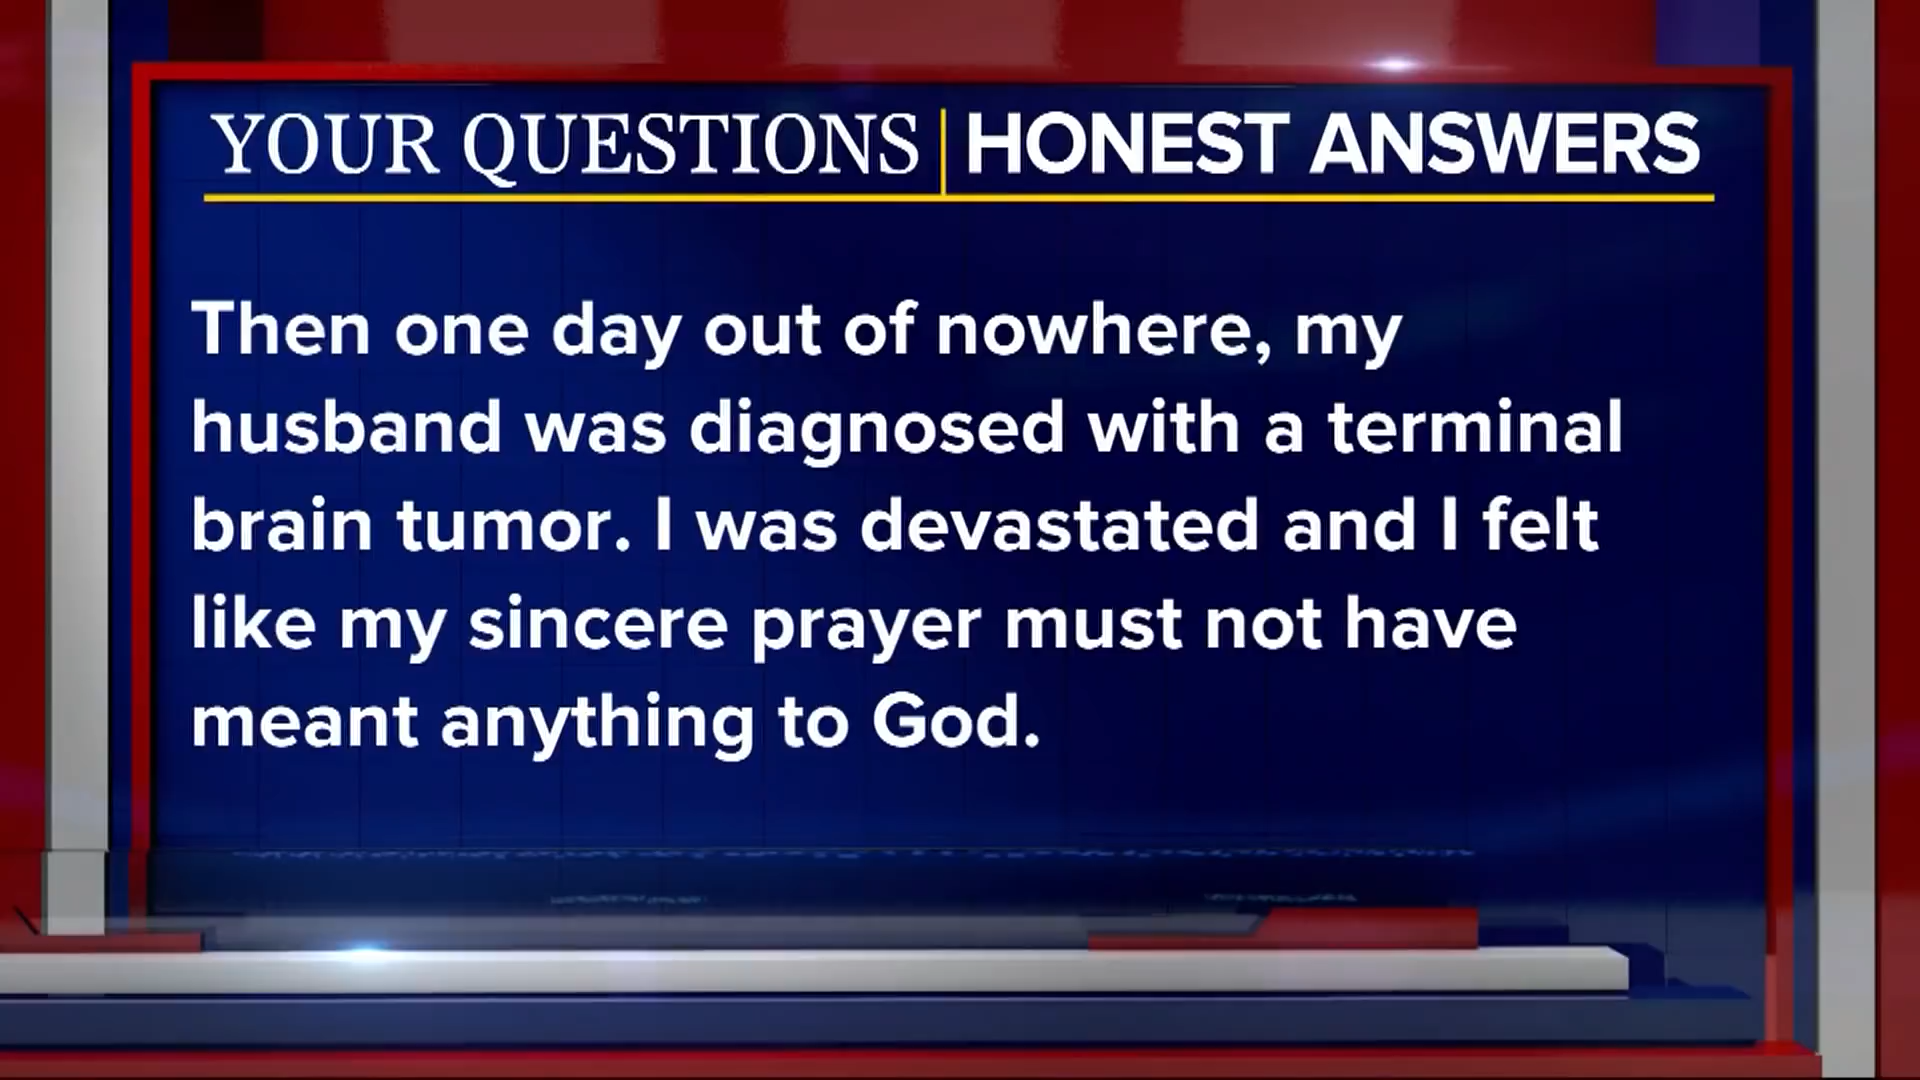 YOUR QUESTIONS | HONEST ANSWERS
Then one day out of nowhere, my
husband was diagnosed with a terminal
brain tumor. I was devastated and I felt
like my sincere prayer must not have
meant anything to God.